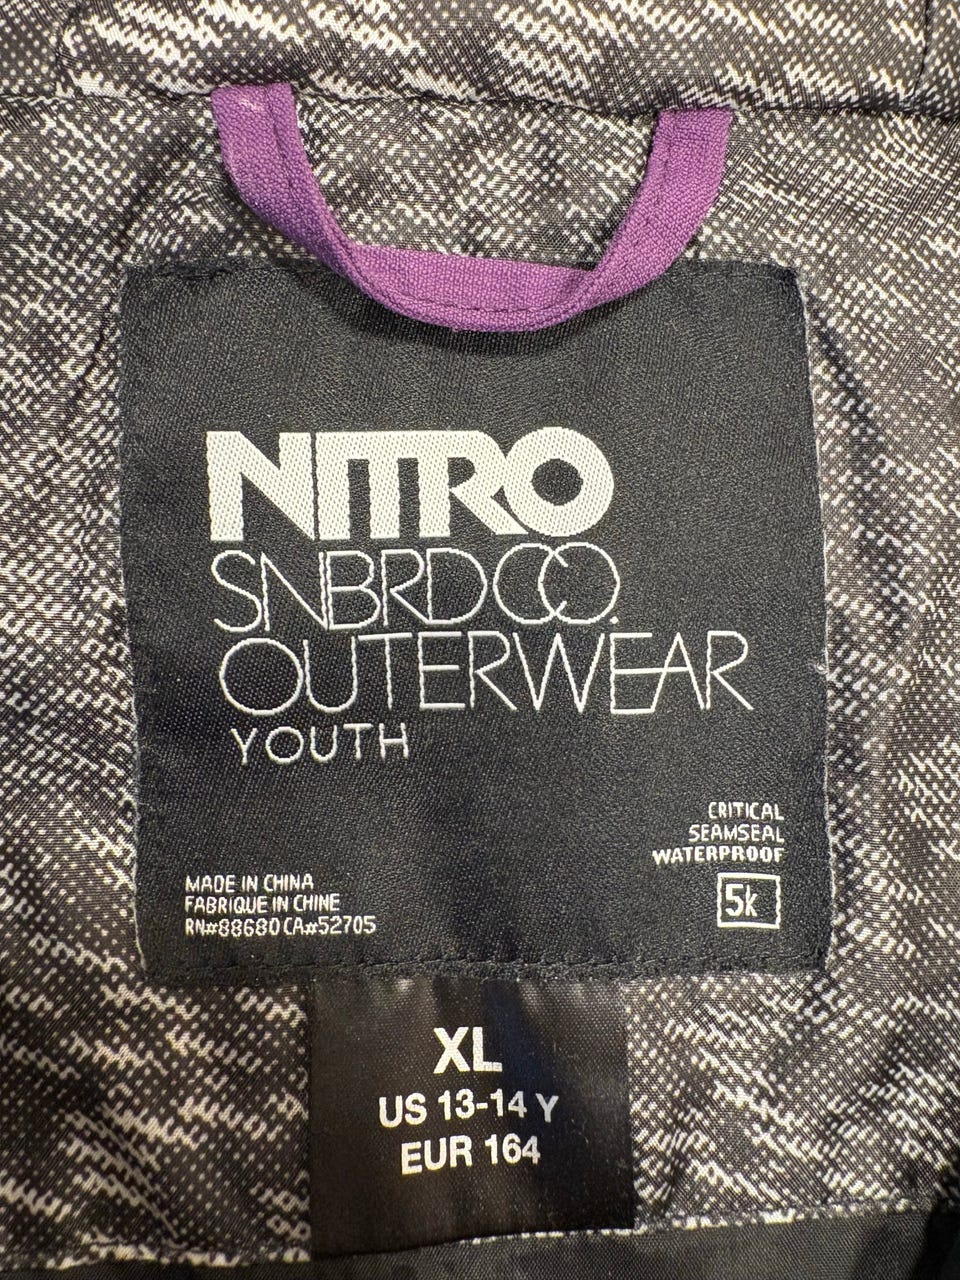 NITRO
SNBRDCO.
OUTERWEAR
YOUTH
CRITICAL
SEAMSEAL
WATERPROOF
5k
MADE IN CHINA
FABRIQUE IN CHINE
RN#88680 CA#52705
XL
US 13-14 Y
EUR 164